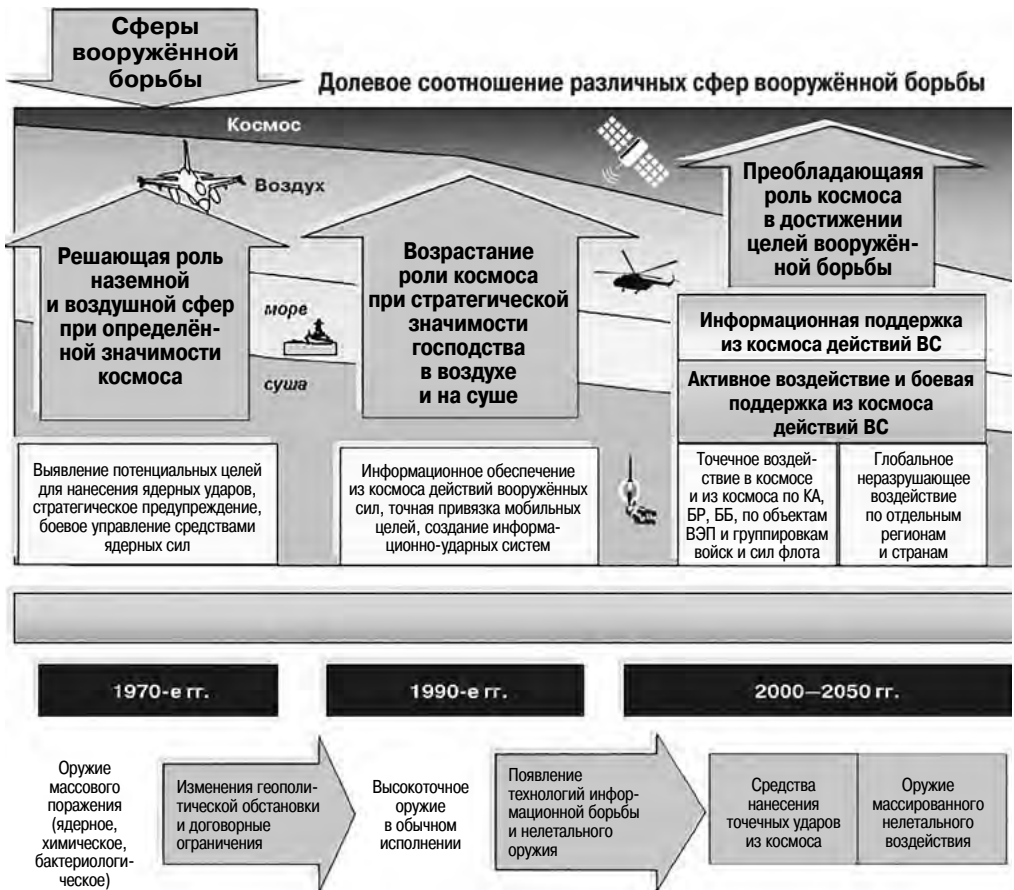 Сферы
вооружённой
борьбы
Долевое соотношение различных сфер вооружённой борьбы
Космос
Воздух
море
суша
Решающая роль
наземной
и воздушной сфер
при определён-
ной значимости
космоса
Возрастание
роли космоса
при стратегической
значимости
господства
в воздухе
и на суше
Преобладающаяя
роль космоса
в достижении
целей вооружён-
ной борьбы
Информационная поддержка
из космоса действий ВС
Активное воздействие и боевая
поддержка из космоса
действий ВС
Выявление потенциальных целей
для нанесения ядерных ударов,
стратегическое предупреждение,
боевое управление средствами
ядерных сил
Информационное обеспечение
из космоса действий вооружённых
сил, точная привязка мобильных
целей, создание информа-
ционно-ударных систем
Точечное воздей-
ствие в космосе
и из космоса по КА,
БР, ББ, по объектам
ВЭП и группировкам
войск и сил флота
Глобальное
неразрушающее
воздействие
по отдельным
регионам
и странам
1970-е гг.
1990-е гг.
2000—2050 гг.
Оружие
массового
поражения
(ядерное,
химическое,
бактериологи-
ческое)
Изменения геополи-
тической обстановки
и договорные
ограничения
Высокоточное
оружие
в обычном
исполнении
Появление
технологий инфор-
мационной борьбы
и нелетального
оружия
Средства
нанесения
точечных ударов
из космоса
Оружие
массированного
нелетального
воздействия